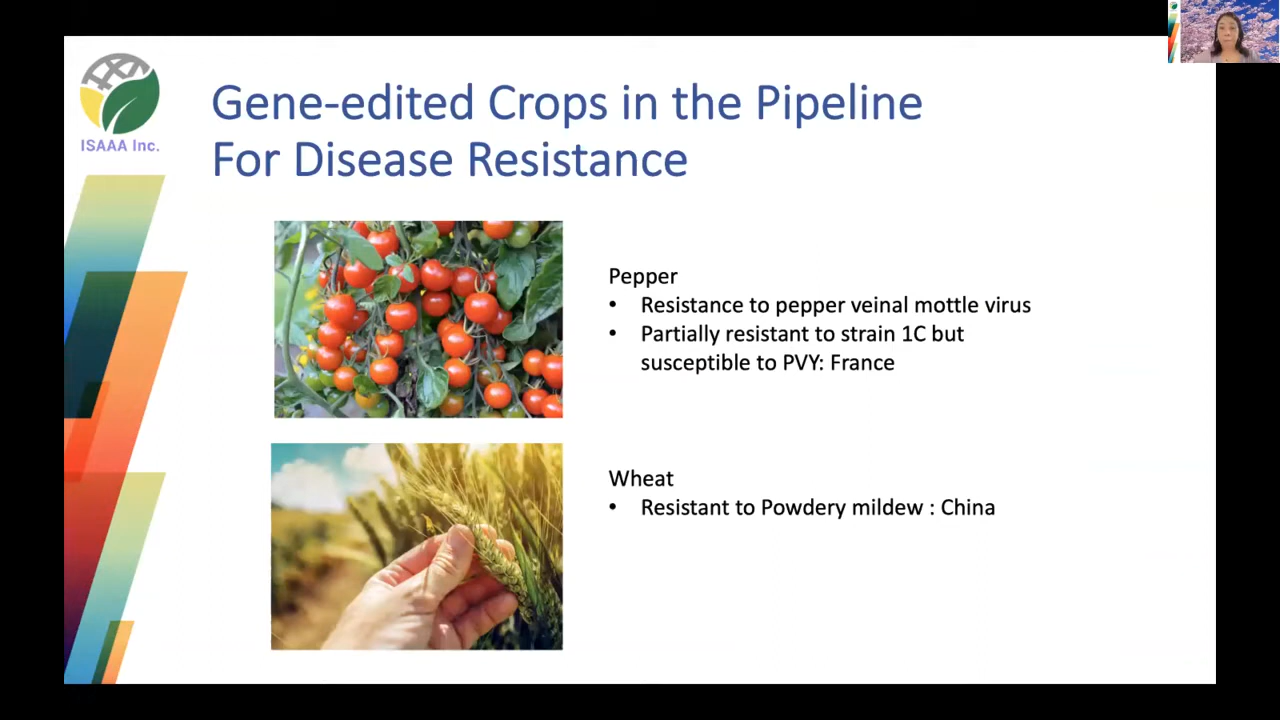 ISAAA Inc.
Gene-edited Crops in the Pipeline
For Disease Resistance
Pepper
• Resistance to pepper veinal mottle virus
• Partially resistant to strain 1C but
susceptible to PVY: France
Wheat
• Resistant to Powdery mildew : China